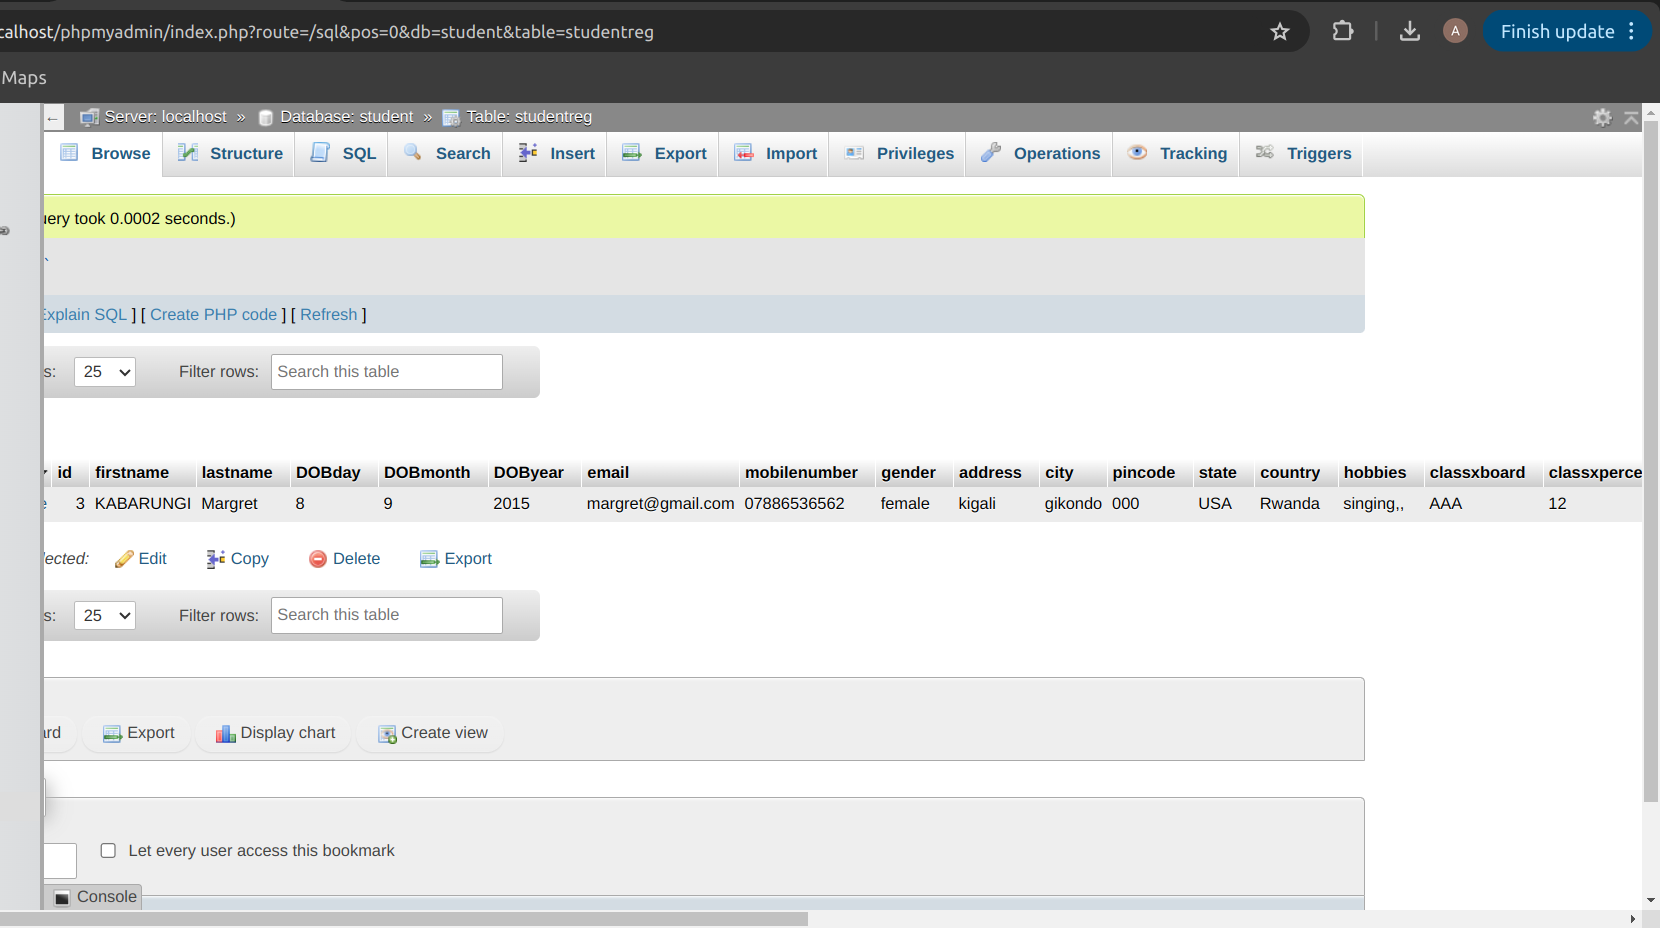 calhost/phpmyadmin/index.php?route=/sql&pos=0&db=student&table=studentreg
A
Finish update
Maps
Server: localhost » Database: student » Table: studentreg
Browse Structure SQL Search Insert Export Import Privileges Operations Tracking Triggers
uery took 0.0002 seconds.)
`
Explain SQL ] [ Create PHP code ] [ Refresh ]
s: 25 Filter rows: Search this table
id firstname lastname DOBday DOBmonth DOByear email mobilenumber gender address city pincode state country hobbies classxboard classxperce
e 3 KABARUNGI Margret 8 9 2015 margret@gmail.com 07886536562 female kigali gikondo 000 USA Rwanda singing,, AAA 12
lected: Edit Copy Delete Export
s: 25 Filter rows: Search this table
ard Export Display chart Create view
Let every user access this bookmark
Console